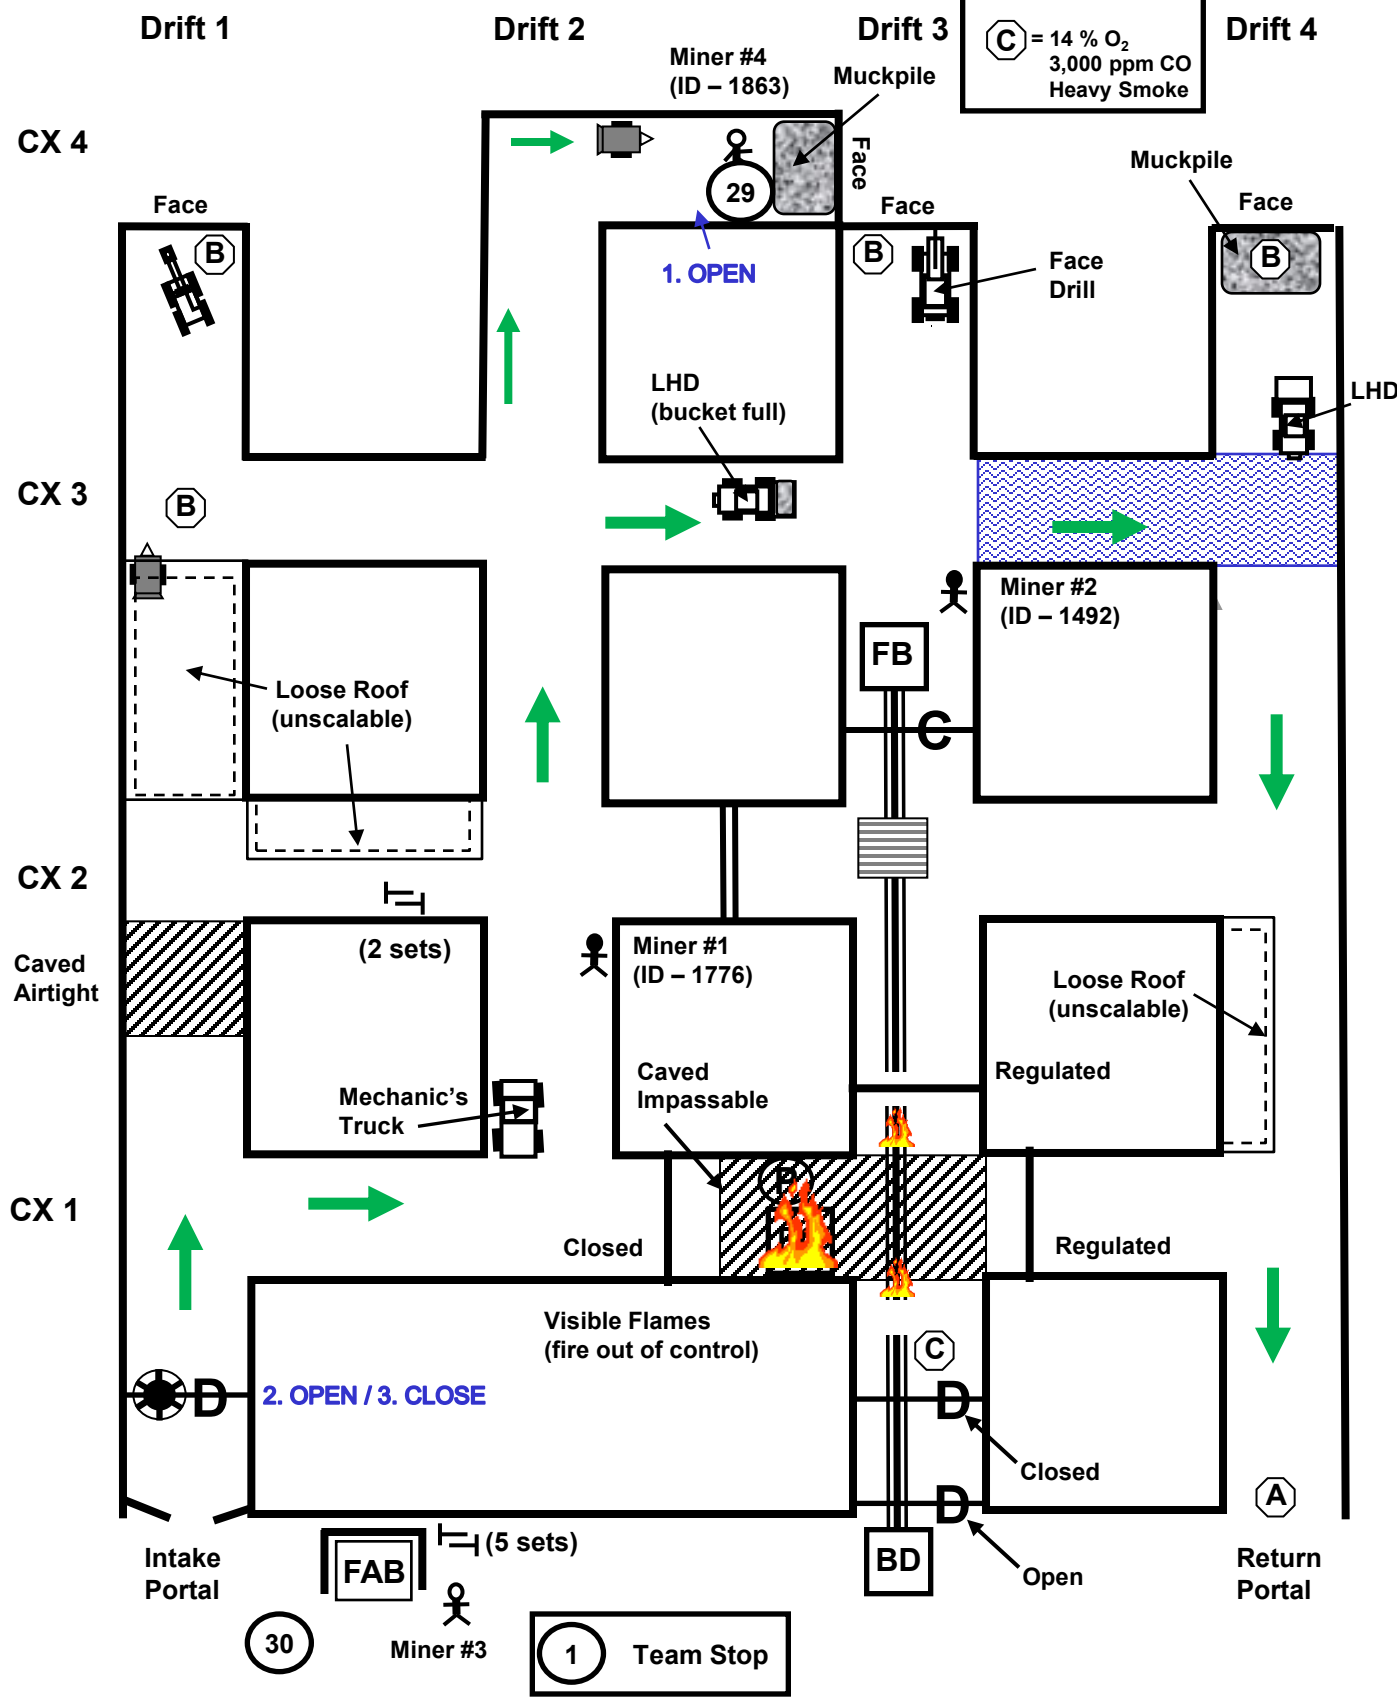 Drift 1
Drift 2
Drift 3
Drift 4
C = 14 % O₂
3,000 ppm CO
Heavy Smoke
Miner #4
(ID – 1863)
Muckpile
CX 4
Face
29
Muckpile
Face
Face
Face
B
B
B
1. OPEN
Face
Drill
LHD
(bucket full)
LHD
CX 3
B
Miner #2
(ID – 1492)
FB
Loose Roof
(unscalable)
C
CX 2
(2 sets)
Miner #1
(ID – 1776)
Caved
Airtight
Loose Roof
(unscalable)
Caved
Impassable
Regulated
Mechanic's
Truck
P
CX 1
Closed
Regulated
Visible Flames
(fire out of control)
C
D
2. OPEN / 3. CLOSE
D
Closed
A
D
(5 sets)
Intake
Portal
FAB
BD
Open
Return
Portal
30
Miner #3
1
Team Stop